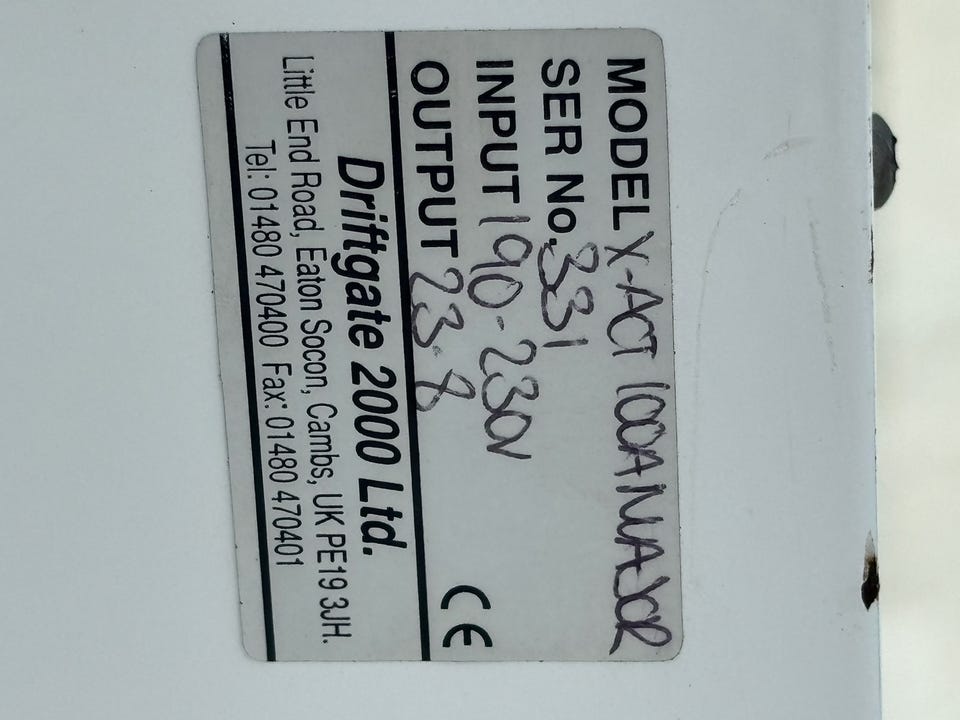 MODEL X-ACT 100A MAJOR
SER No. 331
INPUT 190-230V
OUTPUT 23.8
CE
Driftgate 2000 Ltd.
Little End Road, Eaton Socon, Cambs, UK PE19 3JH.
Tel: 01480 470400 Fax: 01480 470401